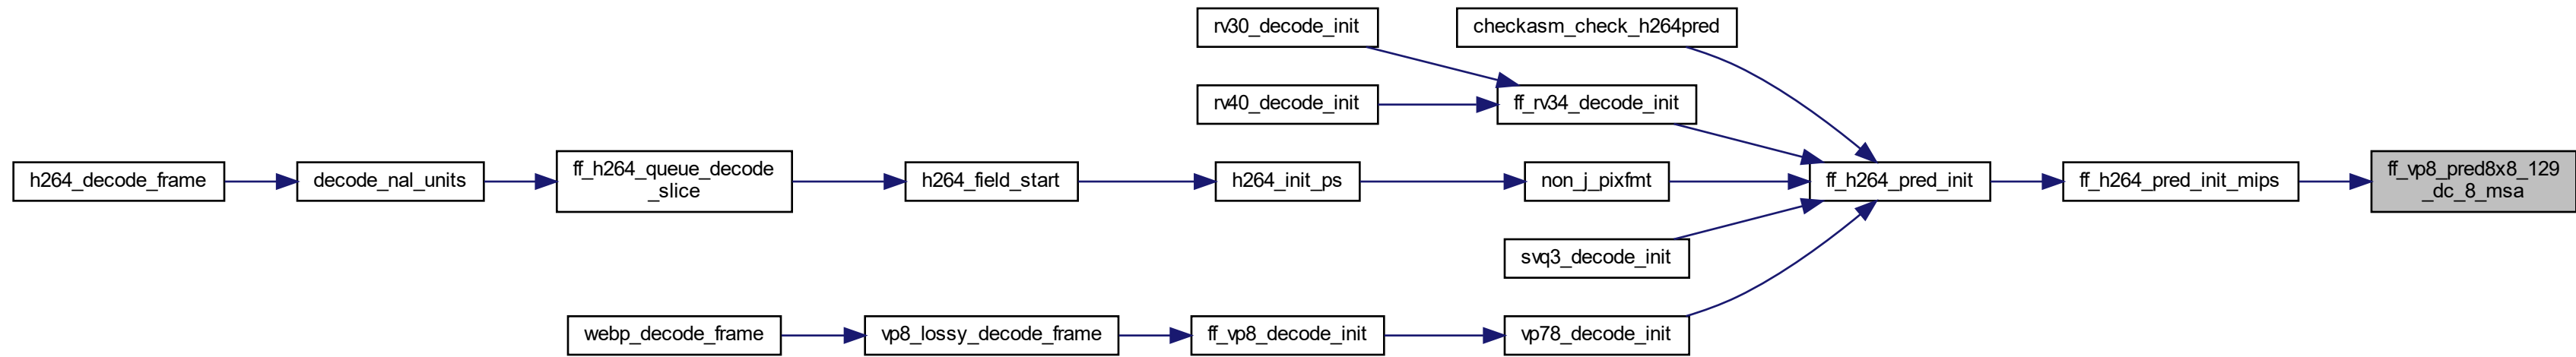 rv30_decode_init
checkasm_check_h264pred
rv40_decode_init
ff_rv34_decode_init
h264_decode_frame
decode_nal_units
ff_h264_queue_decode
_slice
h264_field_start
h264_init_ps
non_j_pixfmt
ff_h264_pred_init
ff_h264_pred_init_mips
ff_vp8_pred8x8_129
_dc_8_msa
svq3_decode_init
webp_decode_frame
vp8_lossy_decode_frame
ff_vp8_decode_init
vp78_decode_init